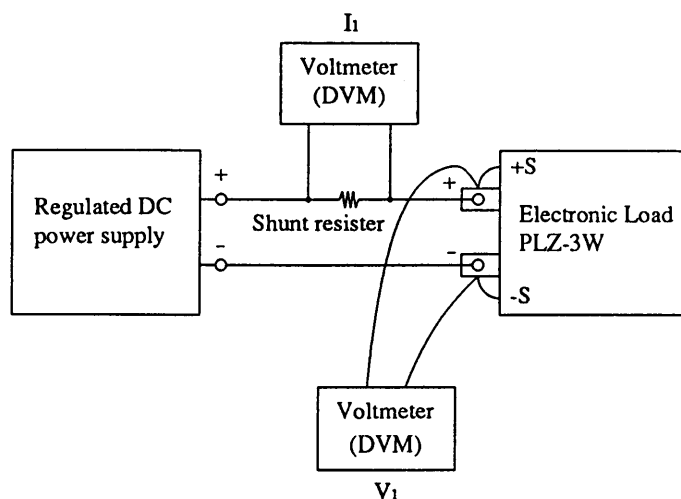 I1
Voltmeter
(DVM)
+
+
+S
Regulated DC
power supply
Shunt resister
Electronic Load
PLZ-3W
-
-
-S
Voltmeter
(DVM)
V1